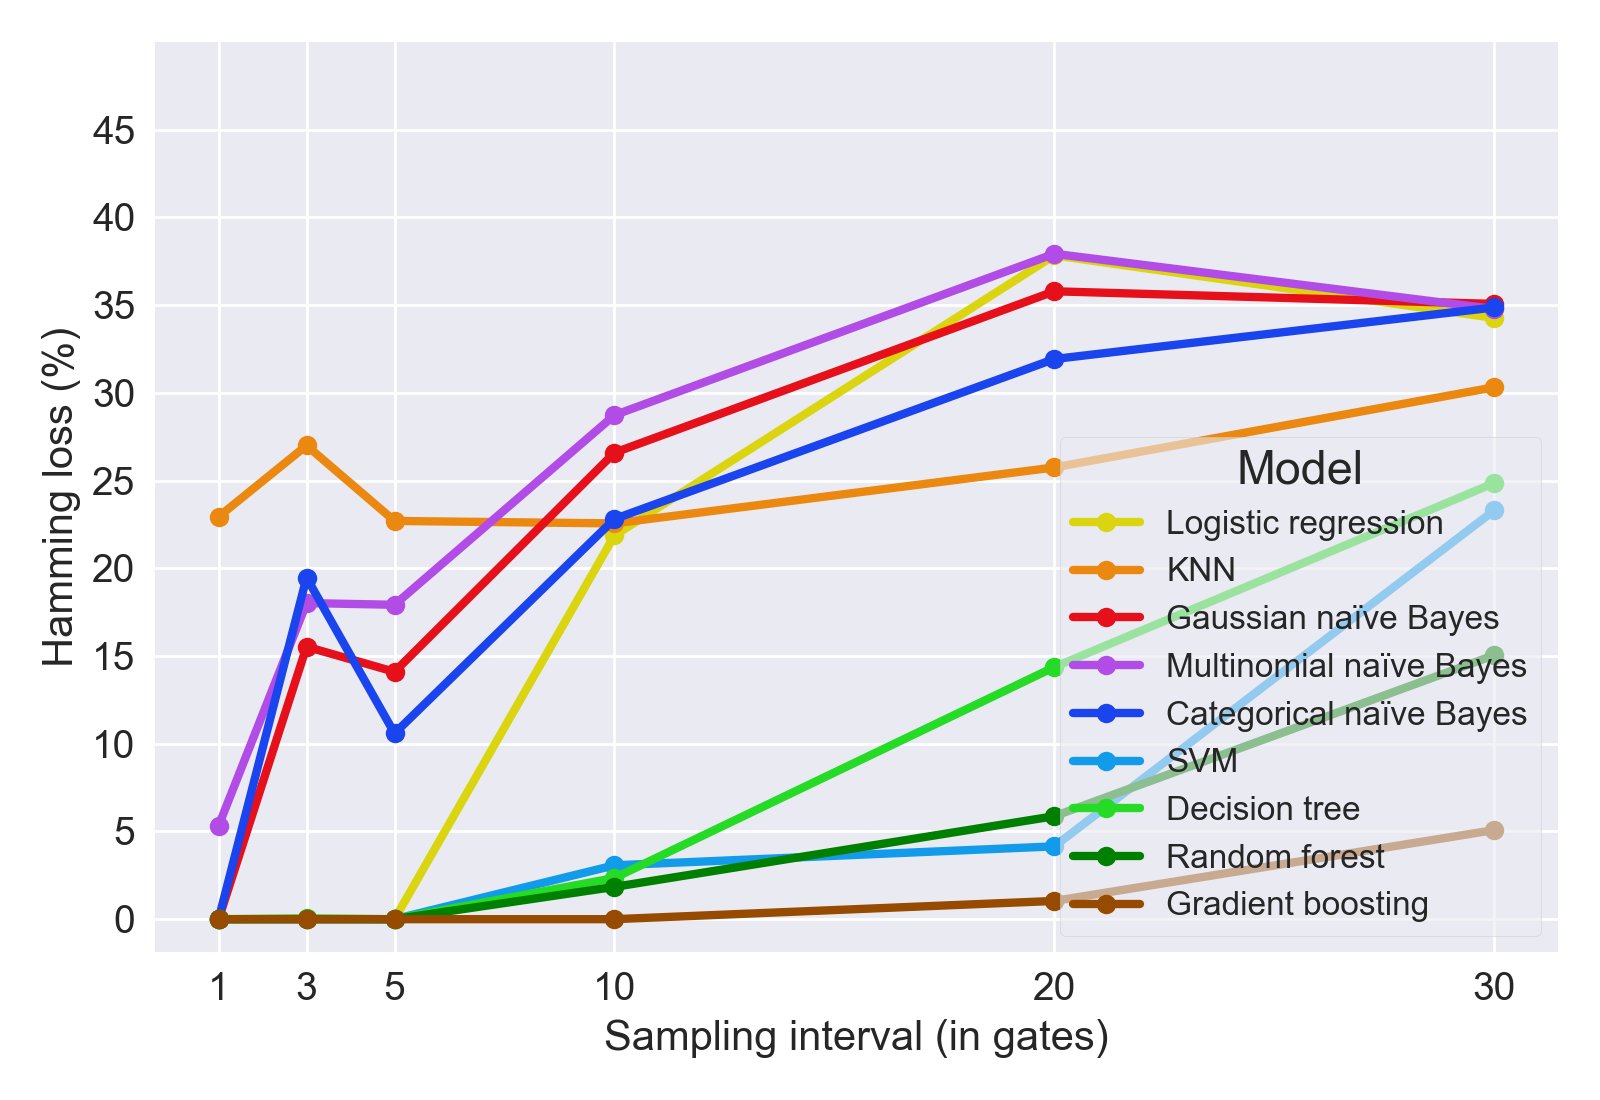 Hamming loss (%)
45
40
35
30
25
20
15
10
5
0
Model
Logistic regression
KNN
Gaussian naïve Bayes
Multinomial naïve Bayes
Categorical naïve Bayes
SVM
Decision tree
Random forest
Gradient boosting
1 3 5 10 20 30
Sampling interval (in gates)